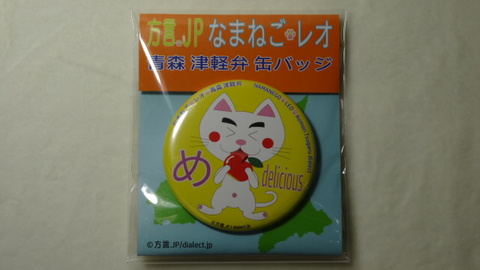 方言.JP なまねご レオ
青森 津軽弁 缶バッジ
め
delicious
©方言.JP/dialect.jp